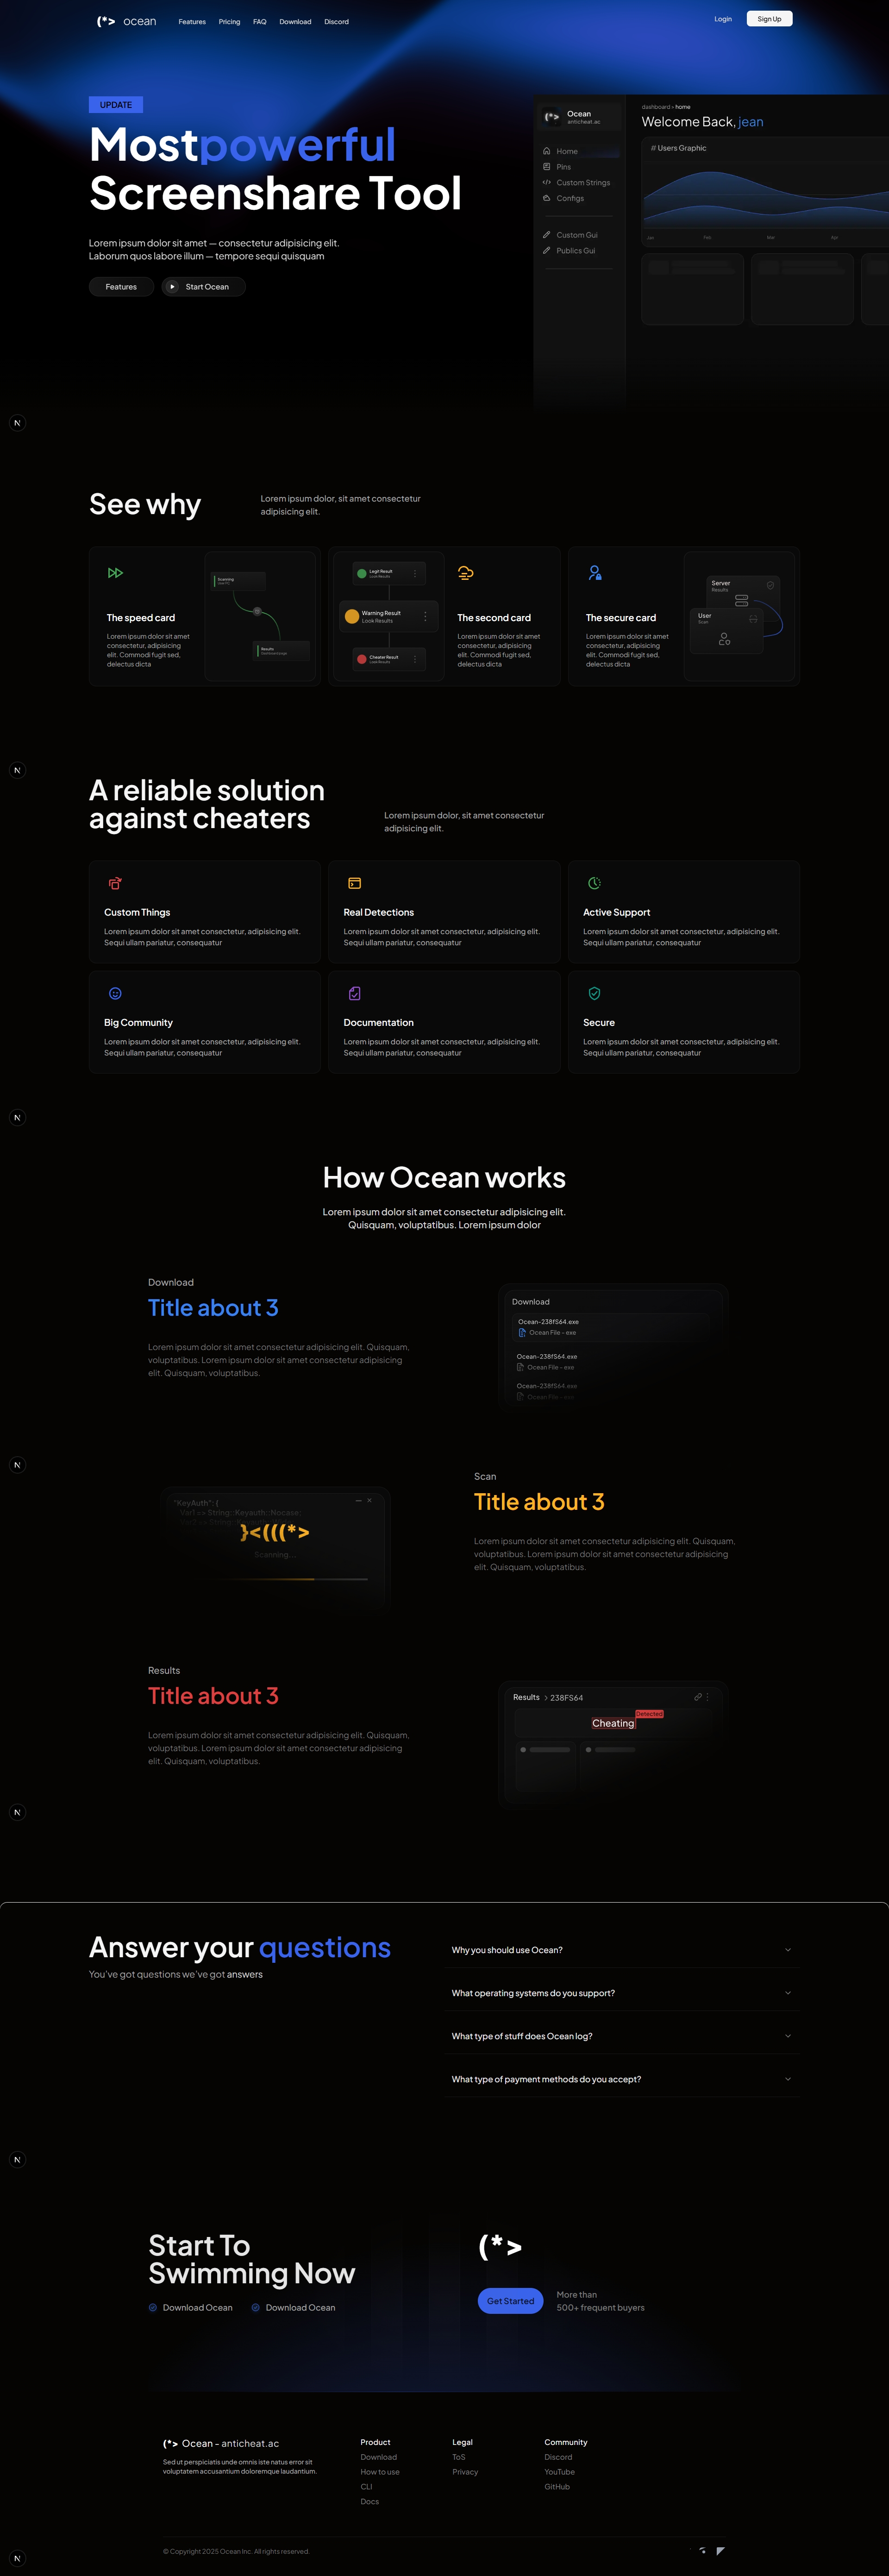 (*> ocean
Features Pricing FAQ Download Discord
Login
Sign Up
UPDATE
Mostpowerful
Screenshare Tool
Lorem ipsum dolor sit amet — consectetur adipisicing elit.
Laborum quos labore illum — tempore sequi quisquam
Features
Start Ocean
(*>
Ocean
anticheat.ac
Home
Pins
Custom Strings
Configs
Custom Gui
Publics Gui
dashboard > home
Welcome Back, jean
# Users Graphic
Jan Feb Mar Apr
N
See why
Lorem ipsum dolor, sit amet consectetur
adipisicing elit.
The speed card
Lorem ipsum dolor sit amet
consectetur, adipisicing
elit. Commodi fugit sed,
delectus dicta
Scanning
Results
Legit Result
Look Results
Warning Result
Look Results
Cheater Result
Look Results
The second card
Lorem ipsum dolor sit amet
consectetur, adipisicing
elit. Commodi fugit sed,
delectus dicta
The secure card
Lorem ipsum dolor sit amet
consectetur, adipisicing
elit. Commodi fugit sed,
delectus dicta
Server
Results
User
Scan
N
A reliable solution
against cheaters
Lorem ipsum dolor, sit amet consectetur
adipisicing elit.
Custom Things
Lorem ipsum dolor sit amet consectetur, adipisicing elit.
Sequi ullam pariatur, consequatur
Real Detections
Lorem ipsum dolor sit amet consectetur, adipisicing elit.
Sequi ullam pariatur, consequatur
Active Support
Lorem ipsum dolor sit amet consectetur, adipisicing elit.
Sequi ullam pariatur, consequatur
Big Community
Lorem ipsum dolor sit amet consectetur, adipisicing elit.
Sequi ullam pariatur, consequatur
Documentation
Lorem ipsum dolor sit amet consectetur, adipisicing elit.
Sequi ullam pariatur, consequatur
Secure
Lorem ipsum dolor sit amet consectetur, adipisicing elit.
Sequi ullam pariatur, consequatur
N
How Ocean works
Lorem ipsum dolor sit amet consectetur adipisicing elit.
Quisquam, voluptatibus. Lorem ipsum dolor
Download
Title about 3
Lorem ipsum dolor sit amet consectetur adipisicing elit. Quisquam,
voluptatibus. Lorem ipsum dolor sit amet consectetur adipisicing
elit. Quisquam, voluptatibus.
Download
Ocean-238fS64.exe
Ocean File - exe
Ocean-238fS64.exe
Ocean File - exe
Ocean-238fS64.exe
Ocean File - exe
N
"KeyAuth": {
Var1 => String::Keyauth::Nocase::
}<(((*>
Scanning...
Scan
Title about 3
Lorem ipsum dolor sit amet consectetur adipisicing elit. Quisquam,
voluptatibus. Lorem ipsum dolor sit amet consectetur adipisicing
elit. Quisquam, voluptatibus.
Results
Title about 3
Lorem ipsum dolor sit amet consectetur adipisicing elit. Quisquam,
voluptatibus. Lorem ipsum dolor sit amet consectetur adipisicing
elit. Quisquam, voluptatibus.
Results > 238FS64
Detected
Cheating
N
Answer your questions
You've got questions we've got answers
Why you should use Ocean?
What operating systems do you support?
What type of stuff does Ocean log?
What type of payment methods do you accept?
N
Start To
Swimming Now
Download Ocean
Download Ocean
(*>
Get Started
More than
500+ frequent buyers
(*> Ocean - anticheat.ac
Sed ut perspiciatis unde omnis iste natus error sit
voluptatem accusantium doloremque laudantium.
Product
Download
How to use
CLI
Docs
Legal
ToS
Privacy
Community
Discord
YouTube
GitHub
© Copyright 2025 Ocean Inc. All rights reserved.
N